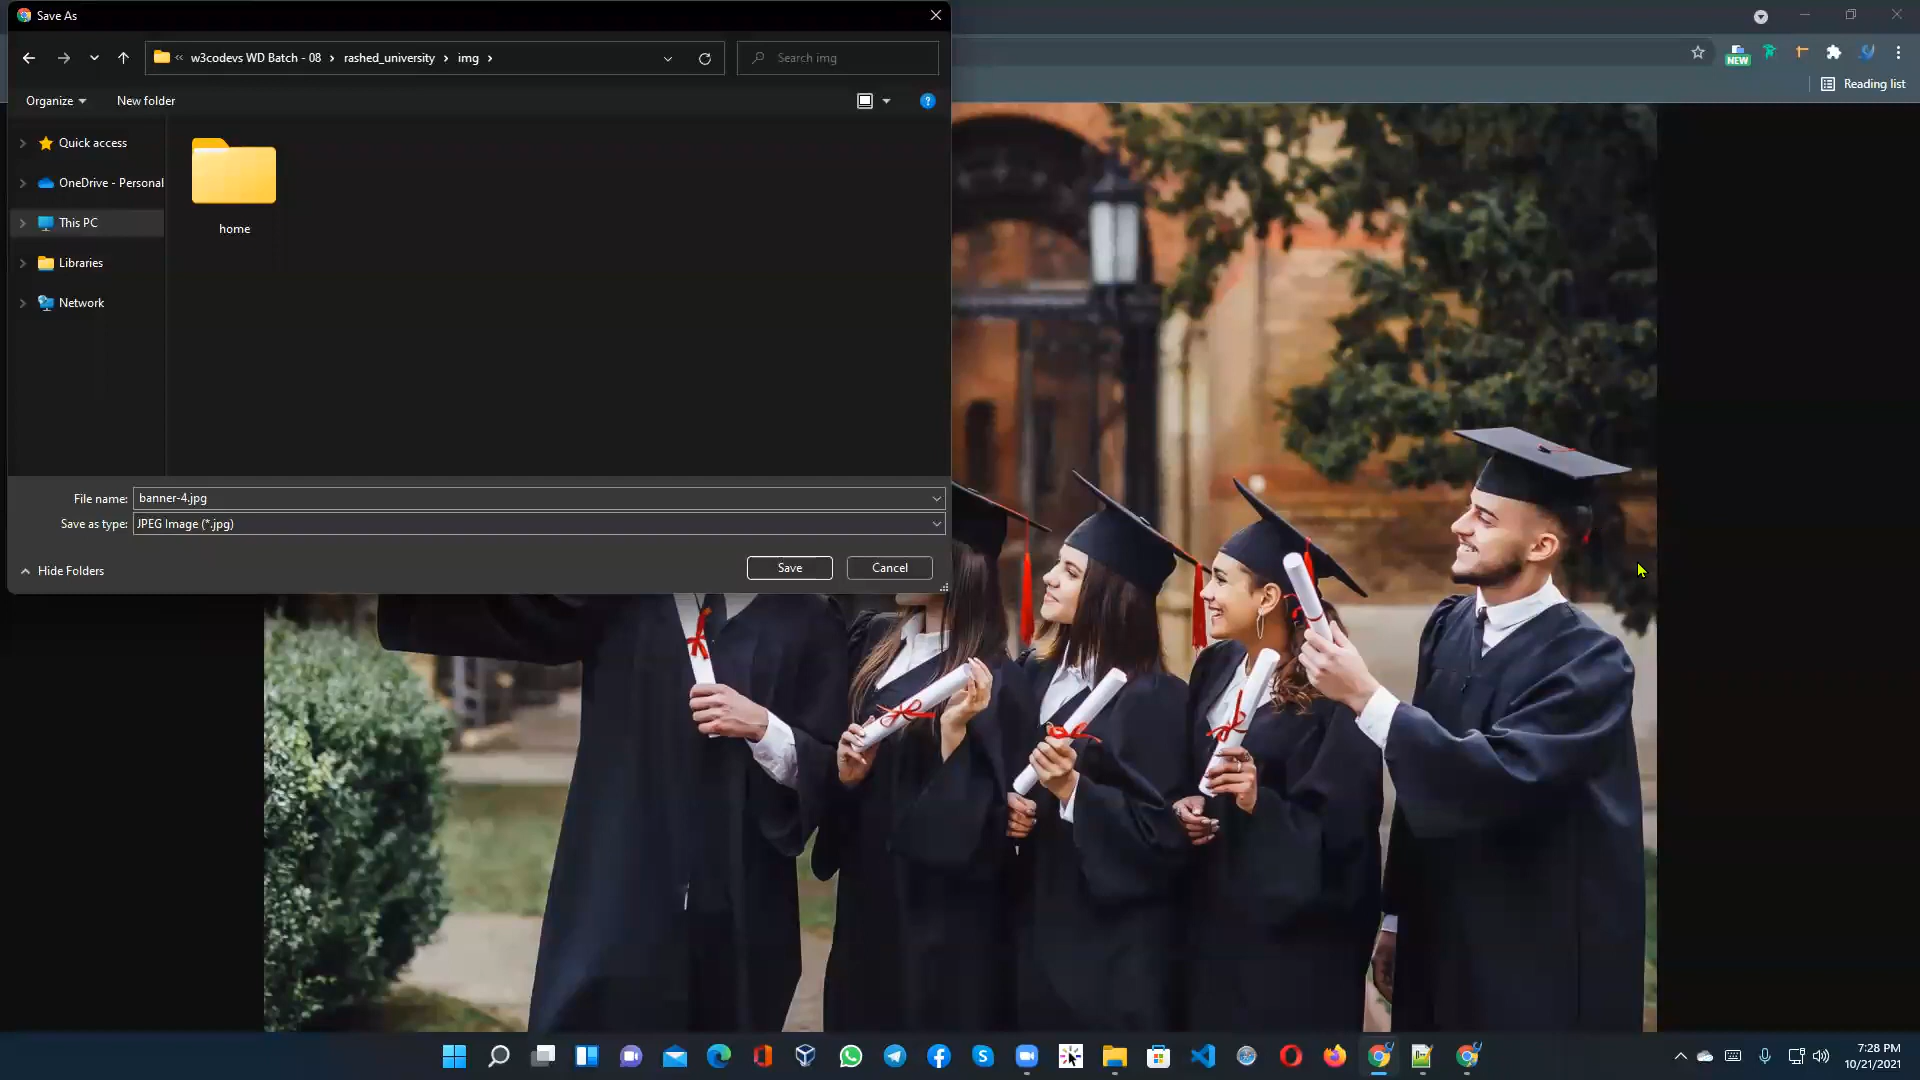 Save As
« w3codevs WD Batch - 08 › rashed_university › img ›
Search img
Organize
New folder
NEW
Reading list
Quick access
OneDrive - Personal
This PC
Libraries
Network
home
File name: banner-4.jpg
Save as type: JPEG Image (*.jpg)
Hide Folders
Save
Cancel
7:28 PM
10/21/2021